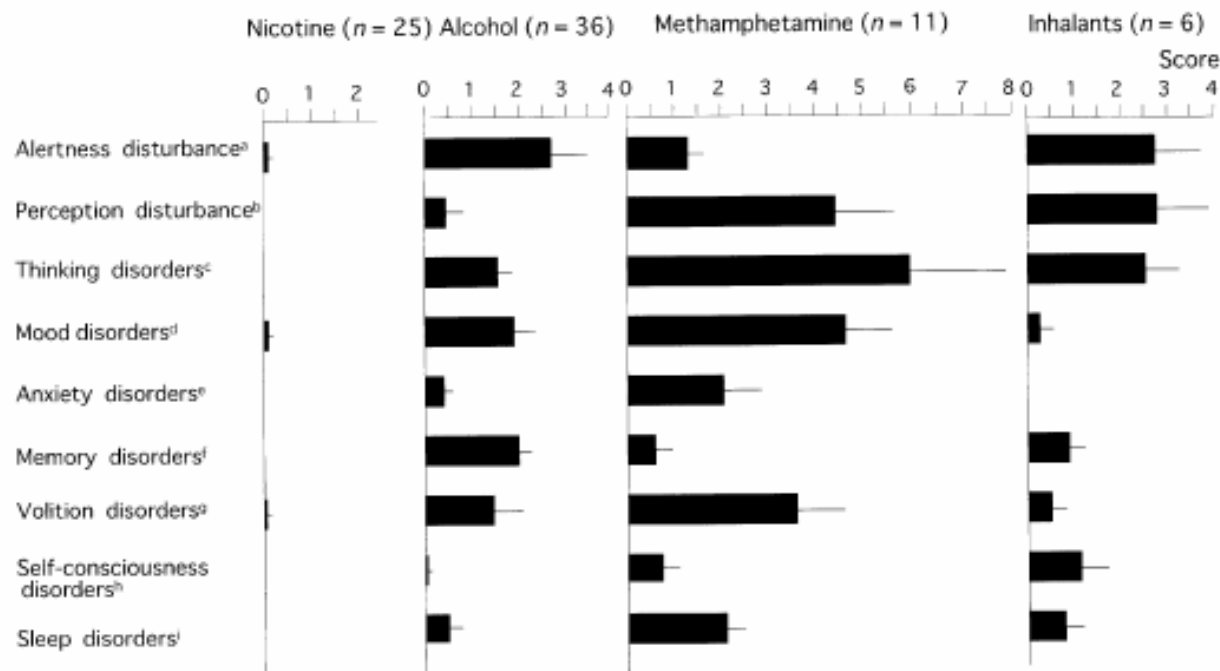 Nicotine (n = 25) Alcohol (n = 36) Methamphetamine (n = 11) Inhalants (n = 6)
Score
0 1 2 0 1 2 3 4 0 1 2 3 4 5 6 7 8 0 1 2 3 4
Alertness disturbanceᵃ
Perception disturbanceᵇ
Thinking disordersᶜ
Mood disordersᵈ
Anxiety disordersᵉ
Memory disordersᶠ
Volition disordersᵍ
Self-consciousness
disordersʰ
Sleep disordersⁱ